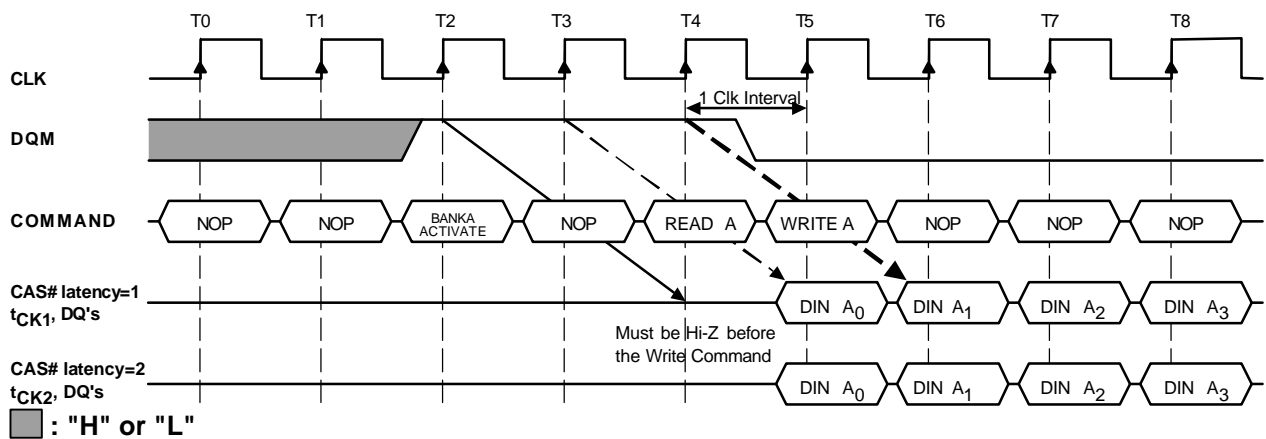 T0 T1 T2 T3 T4 T5 T6 T7 T8
CLK
1 Clk Interval
DQM
COMMAND NOP NOP BANKA ACTIVATE NOP READ A WRITE A NOP NOP NOP
CAS# latency=1
tCK1, DQ's
DIN A0 DIN A1 DIN A2 DIN A3
Must be Hi-Z before
the Write Command
CAS# latency=2
tCK2, DQ's
DIN A0 DIN A1 DIN A2 DIN A3
: "H" or "L"